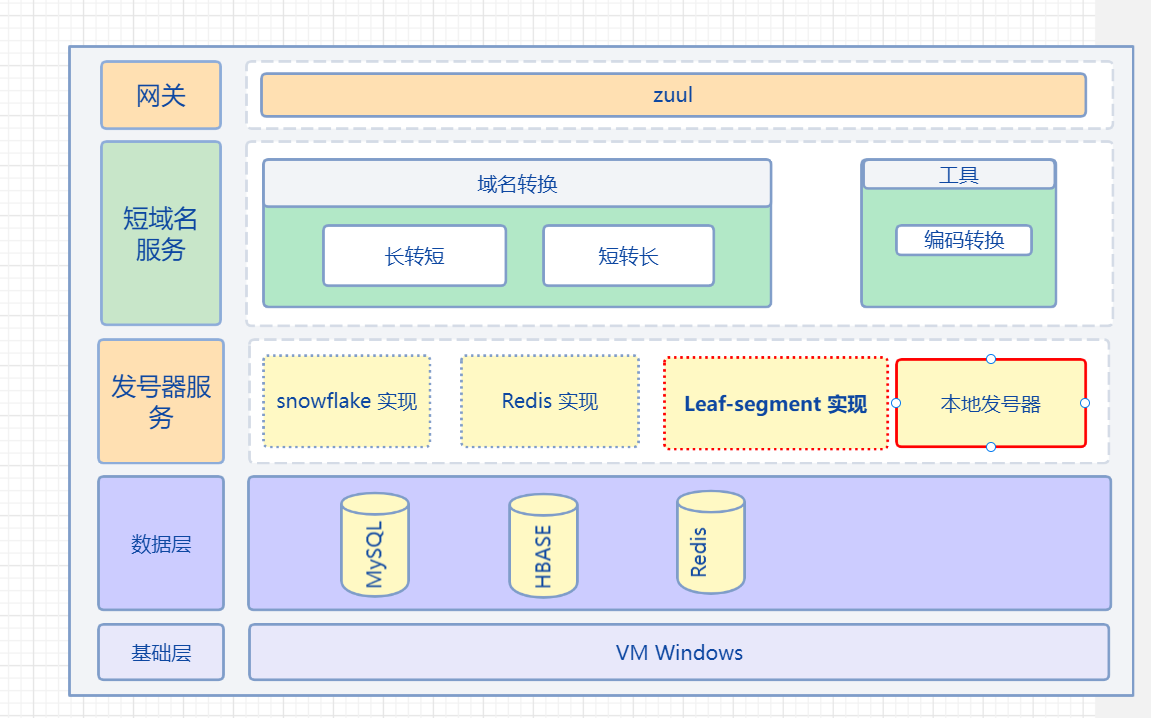 网关
zuul
短域名
服务
域名转换
长转短
短转长
工具
编码转换
发号器服
务
snowflake 实现
Redis 实现
Leaf-segment 实现
本地发号器
数据层
MySQL
HBASE
Redis
基础层
VM Windows